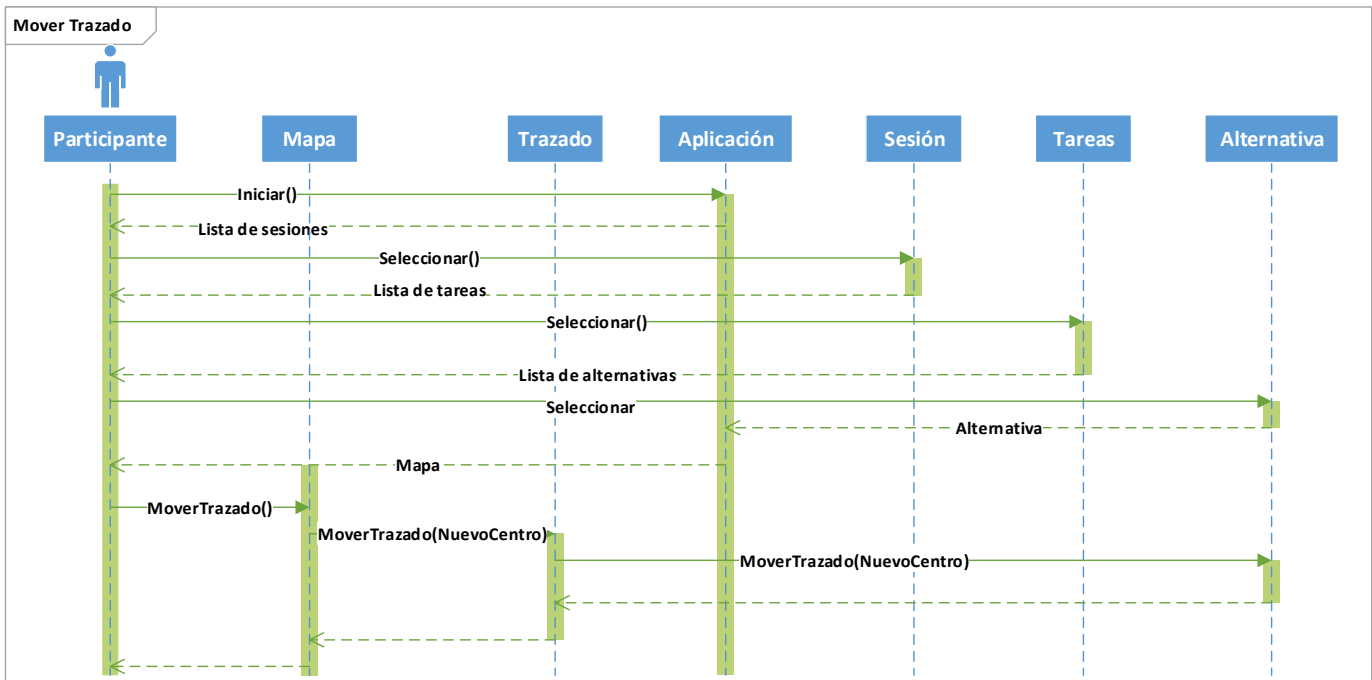 Mover Trazado
Participante
Mapa
Trazado
Aplicación
Sesión
Tareas
Alternativa
Iniciar()
Lista de sesiones
Seleccionar()
Lista de tareas
Seleccionar()
Lista de alternativas
Seleccionar
Alternativa
Mapa
MoverTrazado()
MoverTrazado(NuevoCentro)
MoverTrazado(NuevoCentro)